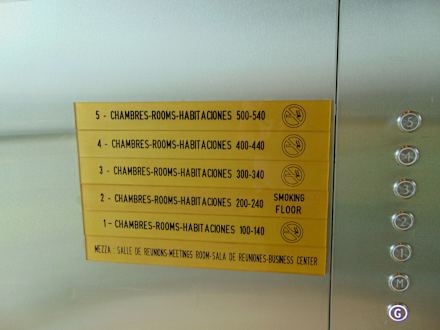 5 - CHAMBRES-ROOMS-HABITACIONES 500-540
4 - CHAMBRES-ROOMS-HABITACIONES 400-440
3 - CHAMBRES-ROOMS-HABITACIONES 300-340
2 - CHAMBRES-ROOMS-HABITACIONES 200-240 SMOKING FLOOR
1 - CHAMBRES-ROOMS-HABITACIONES 100-140
MEZZA : SALLE DE REUNIONS-MEETINGS ROOM-SALA DE REUNIONES-BUSINESS CENTER
5
4
3
2
1
M
G